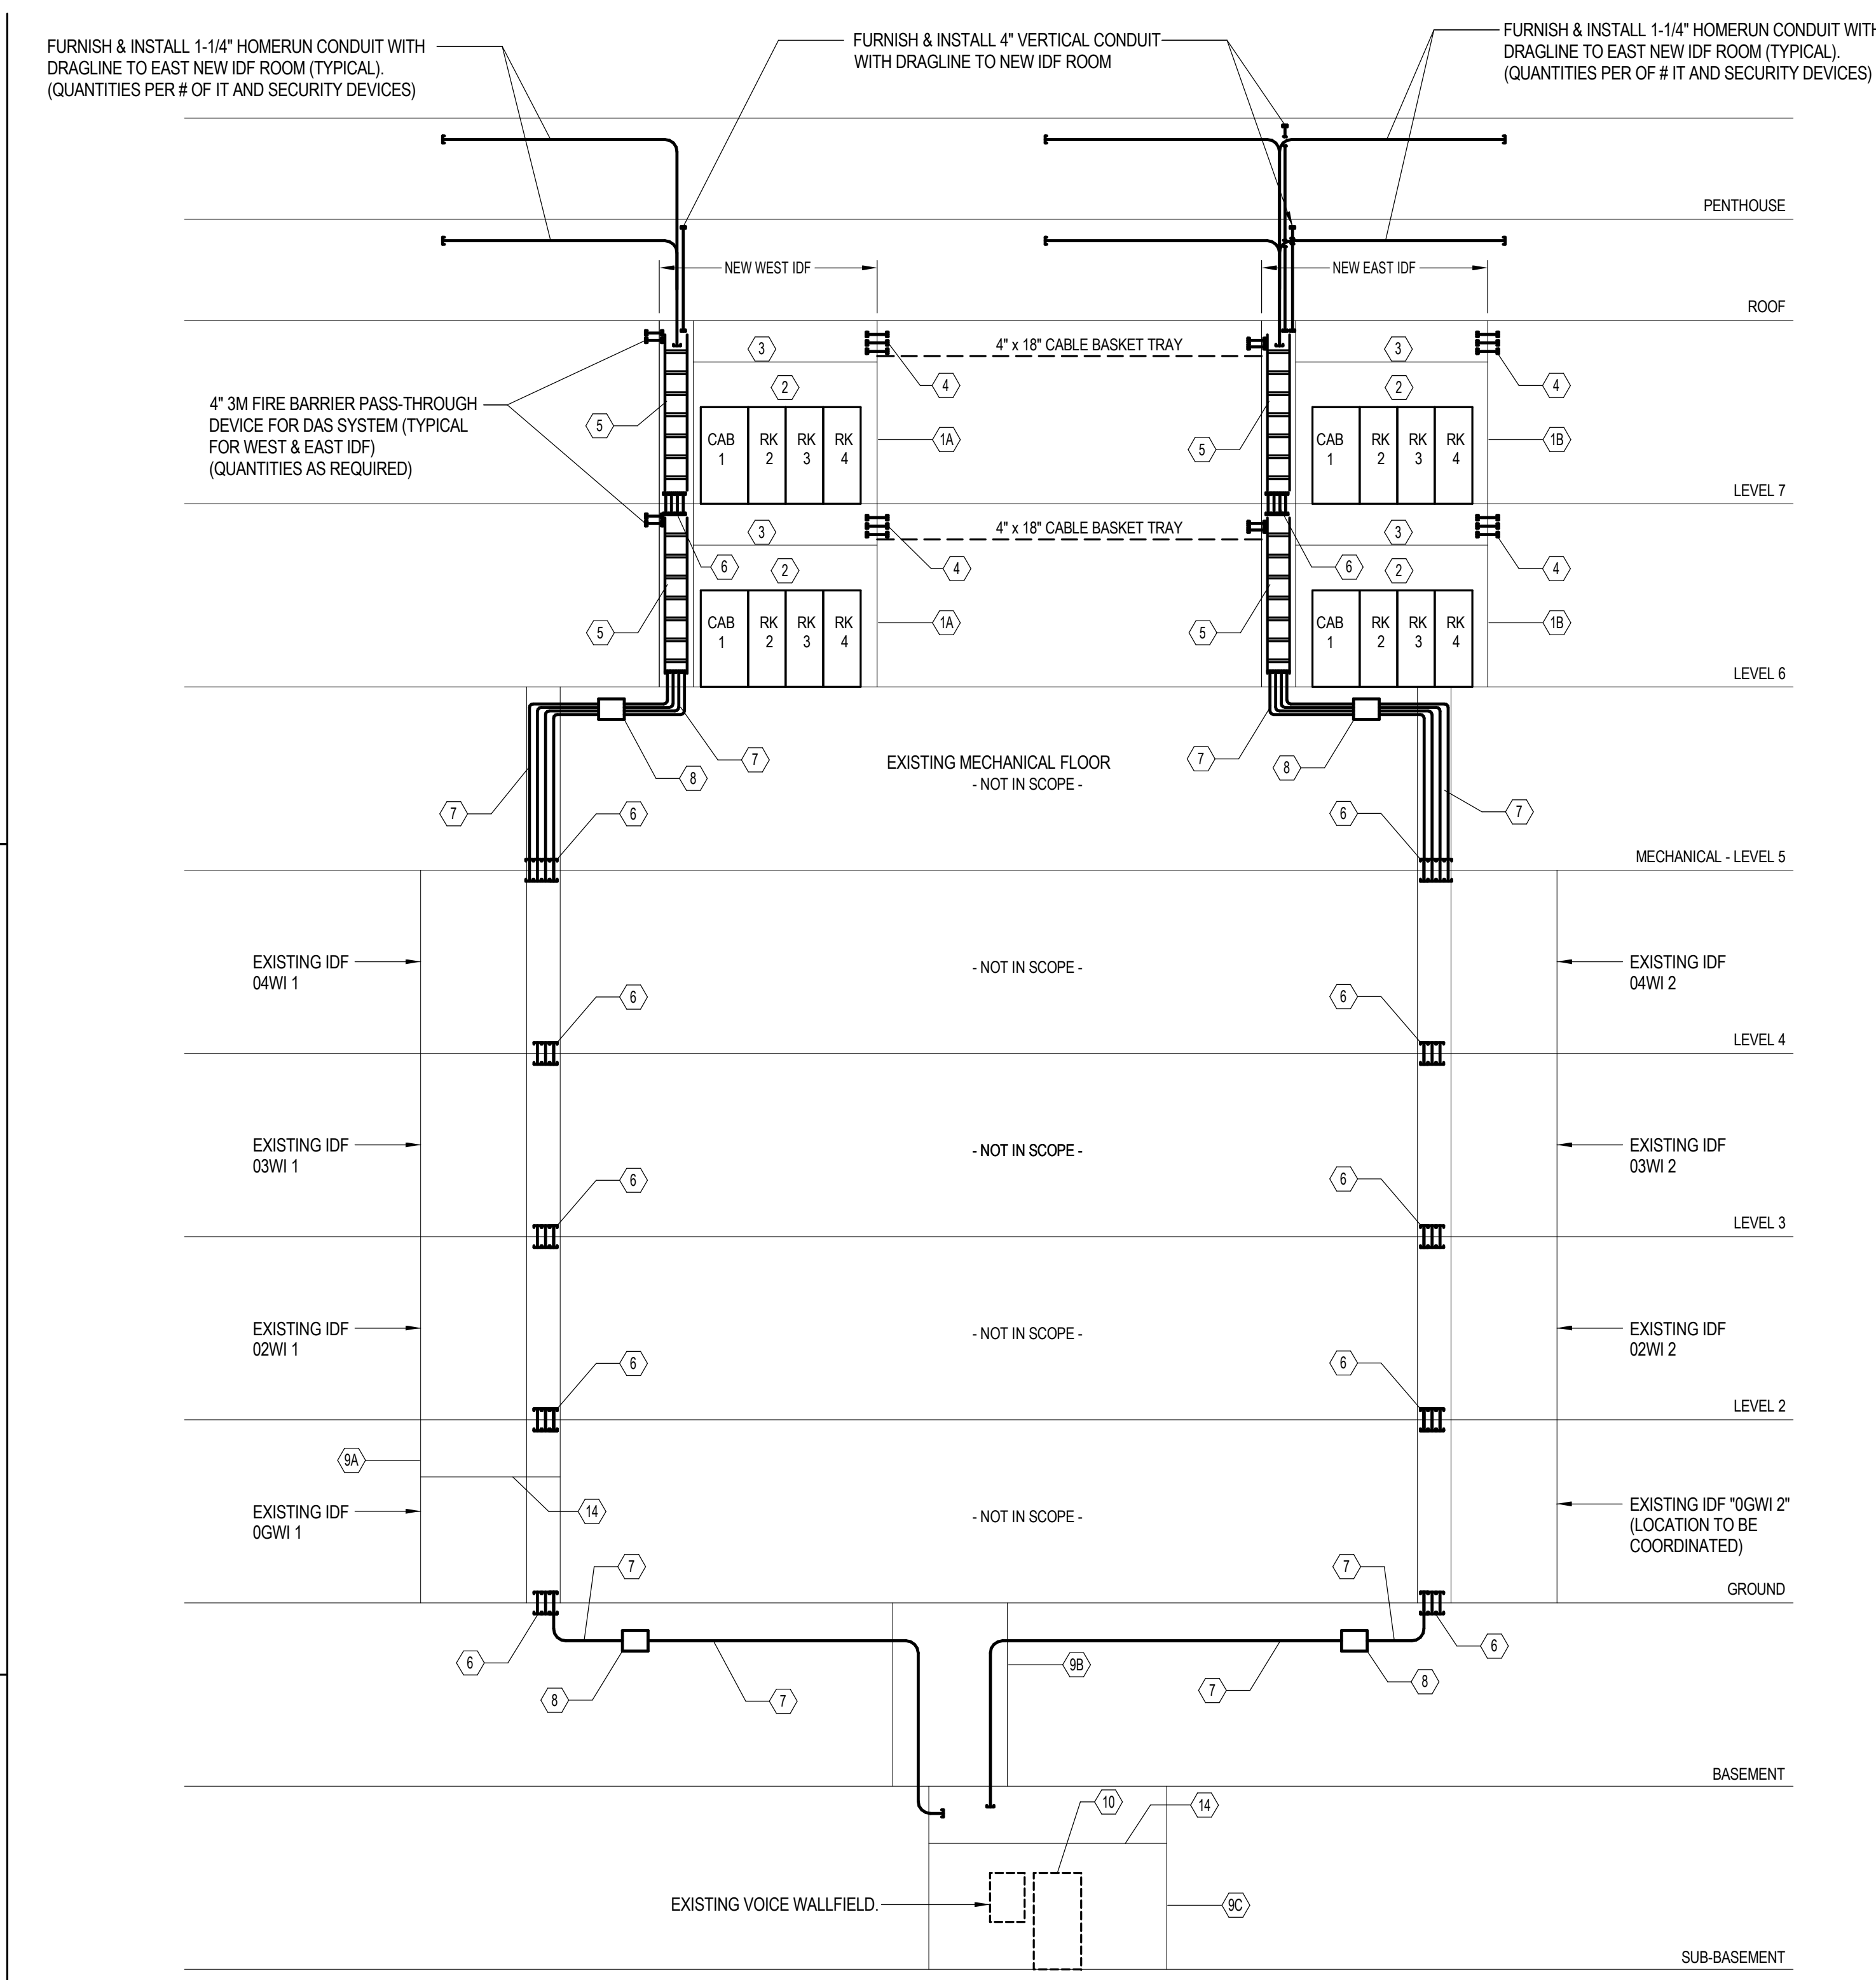 FURNISH & INSTALL 1-1/4" HOMERUN CONDUIT WITH
DRAGLINE TO EAST NEW IDF ROOM (TYPICAL).
(QUANTITIES PER # OF IT AND SECURITY DEVICES)
FURNISH & INSTALL 4" VERTICAL CONDUIT
WITH DRAGLINE TO NEW IDF ROOM
FURNISH & INSTALL 1-1/4" HOMERUN CONDUIT WITH
DRAGLINE TO EAST NEW IDF ROOM (TYPICAL).
(QUANTITIES PER OF # IT AND SECURITY DEVICES)
PENTHOUSE
NEW WEST IDF
NEW EAST IDF
ROOF
3
4" x 18" CABLE BASKET TRAY
3
2
4
2
4
4" 3M FIRE BARRIER PASS-THROUGH
DEVICE FOR DAS SYSTEM (TYPICAL
FOR WEST & EAST IDF)
(QUANTITIES AS REQUIRED)
5
CAB
1
RK
2
RK
3
RK
4
1A
5
CAB
1
RK
2
RK
3
RK
4
1B
LEVEL 7
3
4" x 18" CABLE BASKET TRAY
3
6
2
4
6
2
4
5
CAB
1
RK
2
RK
3
RK
4
1A
5
CAB
1
RK
2
RK
3
RK
4
1B
LEVEL 6
7
8
EXISTING MECHANICAL FLOOR
- NOT IN SCOPE -
7
8
7
6
6
7
MECHANICAL - LEVEL 5
EXISTING IDF
04WI 1
- NOT IN SCOPE -
EXISTING IDF
04WI 2
6
6
LEVEL 4
EXISTING IDF
03WI 1
- NOT IN SCOPE -
EXISTING IDF
03WI 2
6
6
LEVEL 3
EXISTING IDF
02WI 1
- NOT IN SCOPE -
EXISTING IDF
02WI 2
6
6
LEVEL 2
9A
EXISTING IDF
0GWI 1
14
- NOT IN SCOPE -
EXISTING IDF "0GWI 2"
(LOCATION TO BE
COORDINATED)
7
7
GROUND
6
8
7
9B
7
8
6
BASEMENT
10
14
EXISTING VOICE WALLFIELD.
9C
SUB-BASEMENT